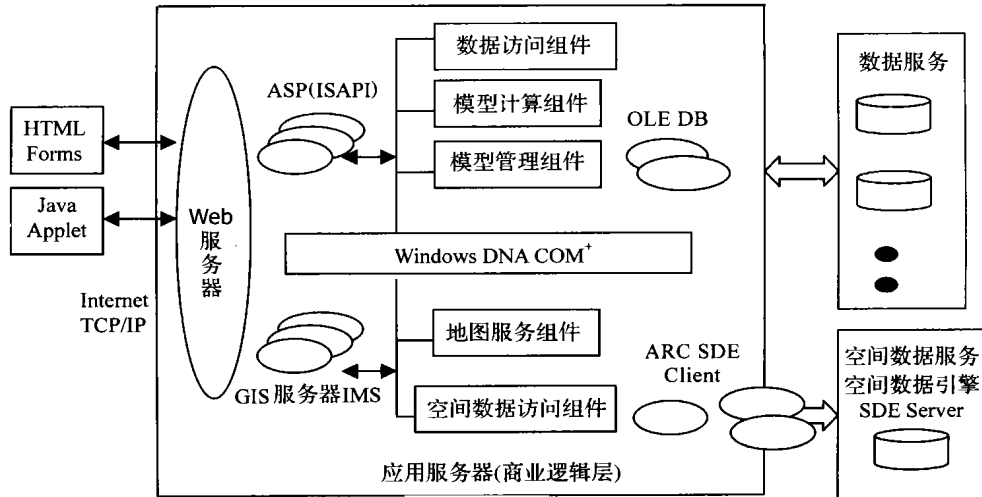 HTML
Forms
Java
Applet
Internet
TCP/IP
Web
服
务
器
ASP(ISAPI)
数据访问组件
模型计算组件
模型管理组件
OLE DB
Windows DNA COM⁺
GIS 服务器IMS
地图服务组件
空间数据访问组件
ARC SDE
Client
应用服务器(商业逻辑层)
数据服务
空间数据服务
空间数据引擎
SDE Server